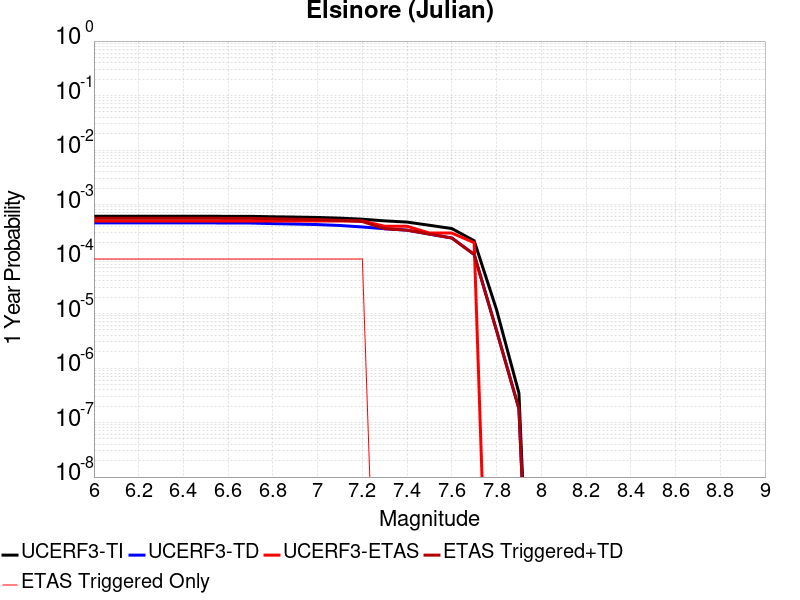 Elsinore (Julian)
10^0
10^-1
10^-2
10^-3
10^-4
10^-5
10^-6
10^-7
10^-8
1 Year Probability
6 6.2 6.4 6.6 6.8 7 7.2 7.4 7.6 7.8 8 8.2 8.4 8.6 8.8 9
Magnitude
UCERF3-TI UCERF3-TD UCERF3-ETAS ETAS Triggered+TD
ETAS Triggered Only